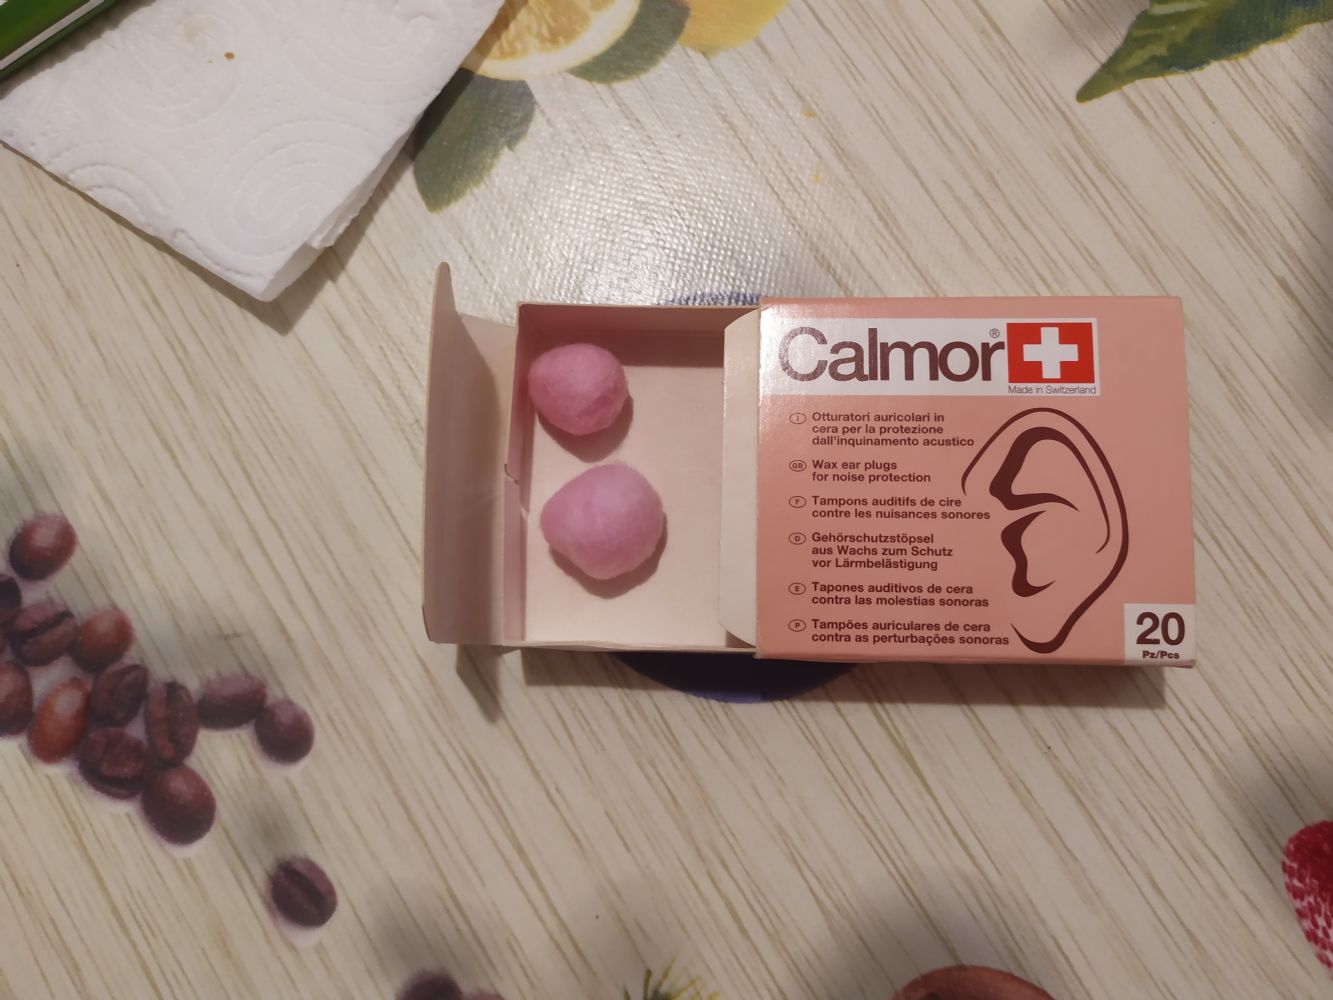 Calmor®
Made in Switzerland
I Otturatori auricolari in
cera per la protezione
dall'inquinamento acustico
GB Wax ear plugs
for noise protection
F Tampons auditifs de cire
contre les nuisances sonores
D Gehörschutzstöpsel
aus Wachs zum Schutz
vor Lärmbelästigung
E Tapones auditivos de cera
contra las molestias sonoras
P Tampões auriculares de cera
contra as perturbações sonoras
20
Pz/Pcs